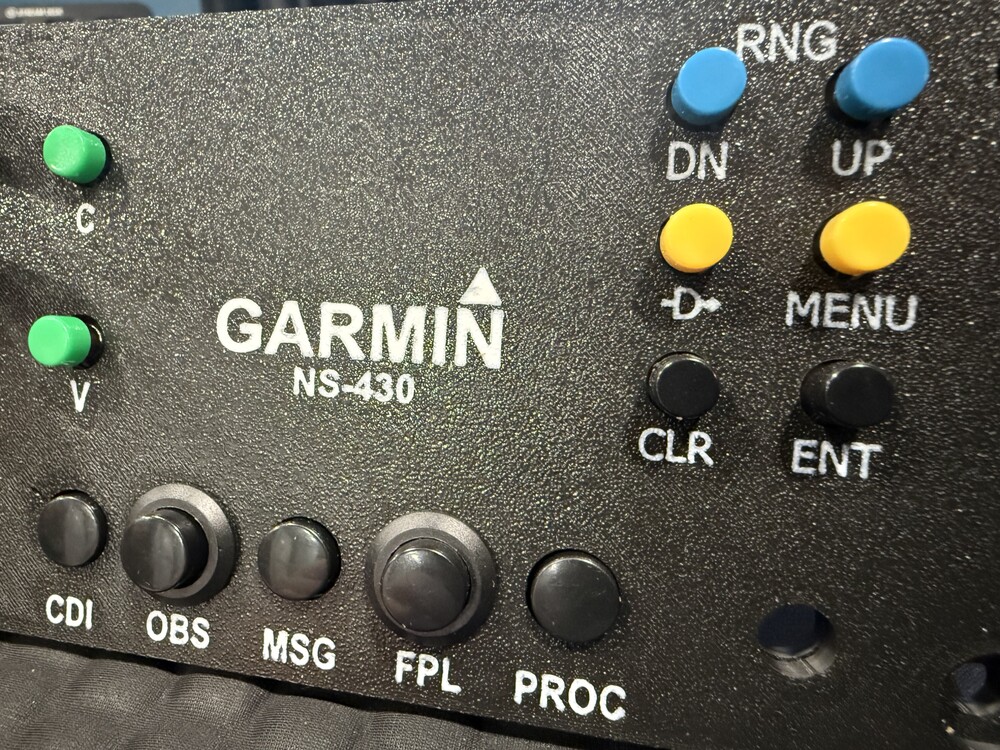 RNG
DN UP
C
D MENU
V
GARMIN
NS-430
CLR ENT
CDI OBS MSG FPL PROC